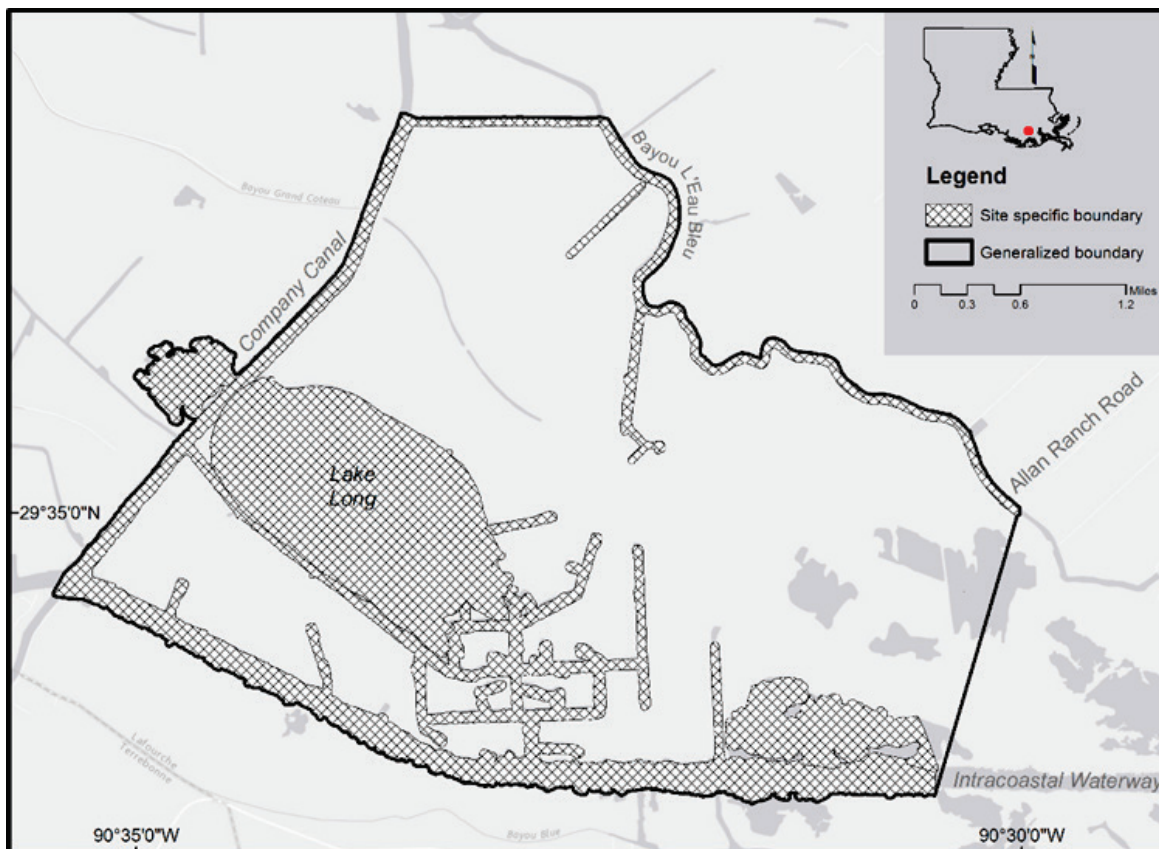 Legend
Site specific boundary
Generalized boundary
0 0.3 0.6 1.2 Miles
Bayou L'Eau Bleu
Bayou Grand Coteau
Company Canal
Allan Ranch Road
Lake
Long
29°35'0"N
Lafourche
Terrebonne
Intracoastal Waterway
Bayou Blue
90°35'0"W
90°30'0"W